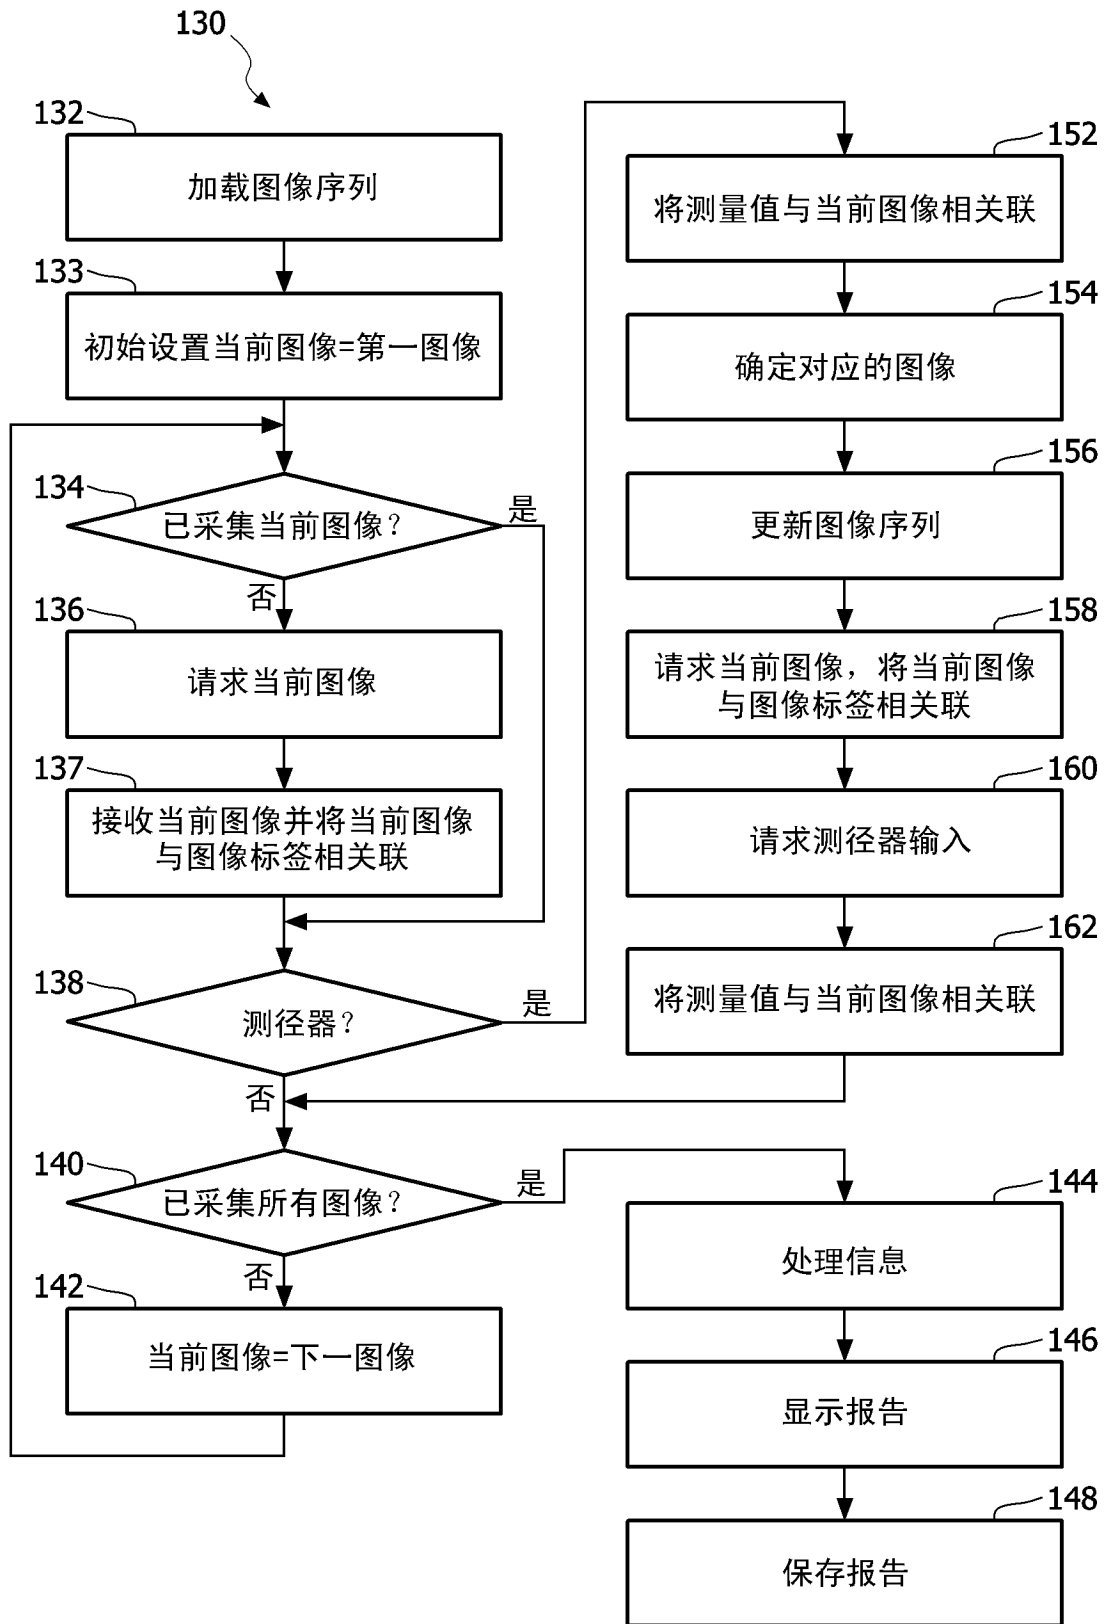 130
132
加载图像序列
133
初始设置当前图像=第一图像
134
已采集当前图像？
是
否
136
请求当前图像
137
接收当前图像并将当前图像
与图像标签相关联
138
测径器？
是
否
140
已采集所有图像？
是
否
142
当前图像=下一图像
152
将测量值与当前图像相关联
154
确定对应的图像
156
更新图像序列
158
请求当前图像，将当前图像
与图像标签相关联
160
请求测径器输入
162
将测量值与当前图像相关联
144
处理信息
146
显示报告
148
保存报告